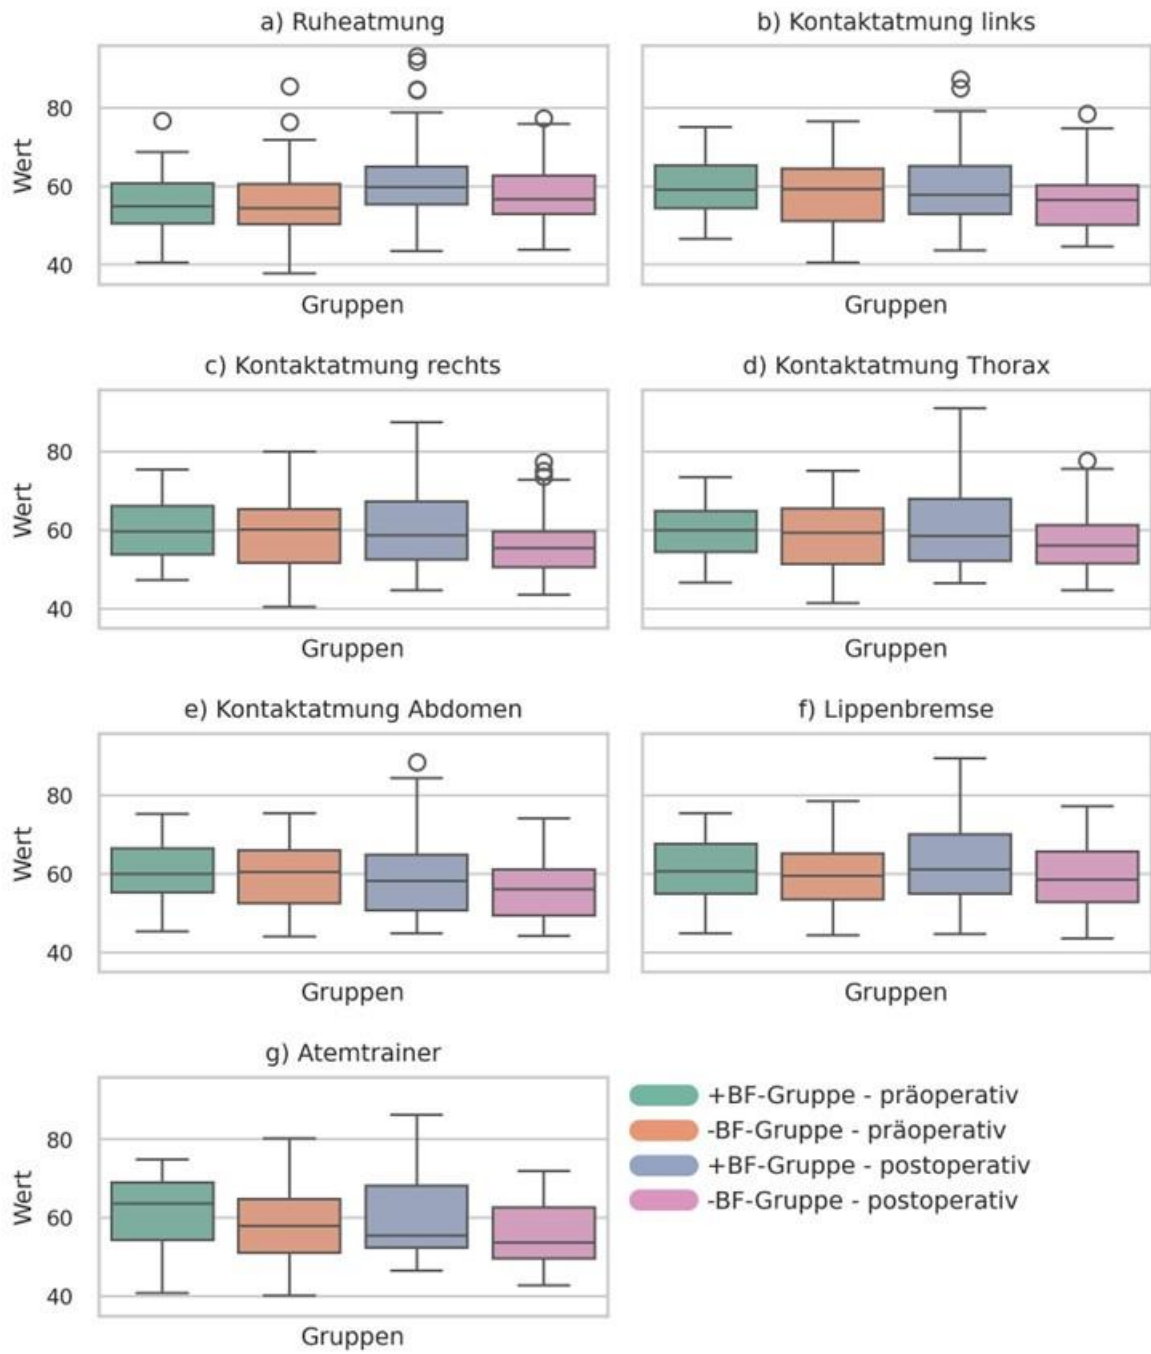 a) Ruheatmung
b) Kontaktatmung links
Wert
80
60
40
Gruppen
Gruppen
c) Kontaktatmung rechts
d) Kontaktatmung Thorax
Wert
80
60
40
Gruppen
Gruppen
e) Kontaktatmung Abdomen
f) Lippenbremse
Wert
80
60
40
Gruppen
Gruppen
g) Atemtrainer
Wert
80
60
40
Gruppen
+BF-Gruppe - präoperativ
-BF-Gruppe - präoperativ
+BF-Gruppe - postoperativ
-BF-Gruppe - postoperativ